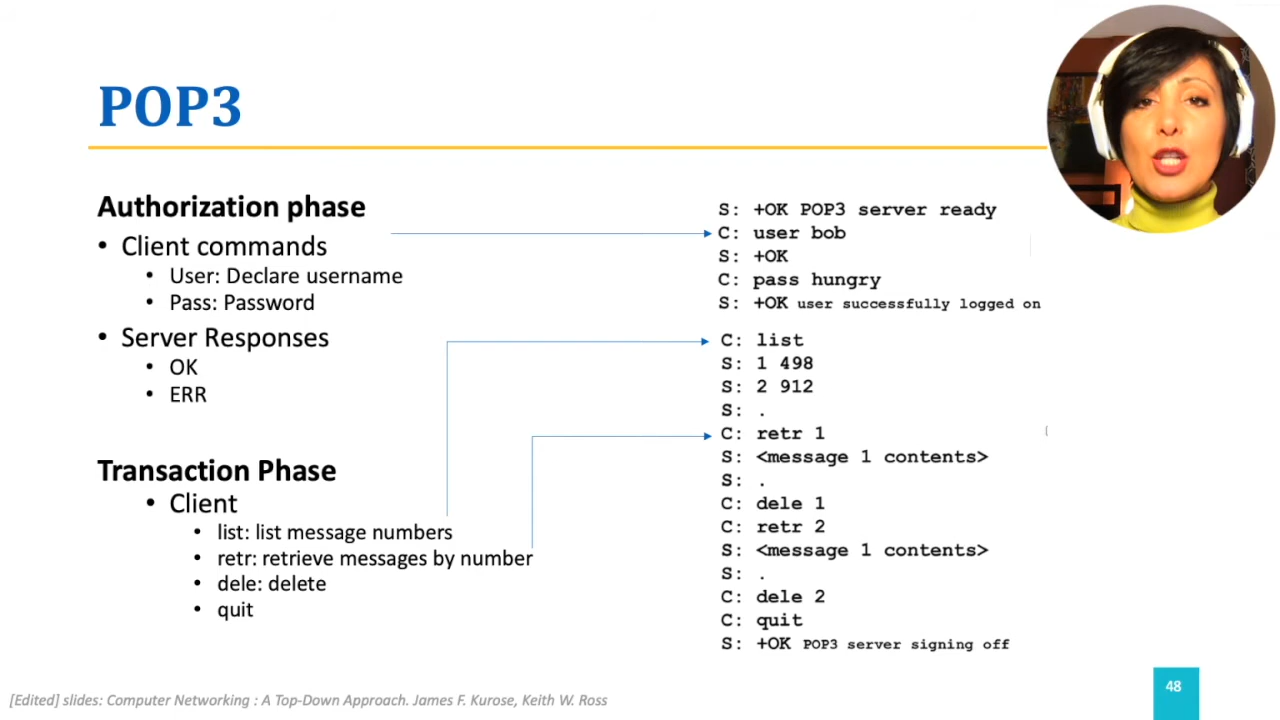 POP3
Authorization phase
• Client commands
• User: Declare username
• Pass: Password
• Server Responses
• OK
• ERR
Transaction Phase
• Client
• list: list message numbers
• retr: retrieve messages by number
• dele: delete
• quit
S: +OK POP3 server ready
C: user bob
S: +OK
C: pass hungry
S: +OK user successfully logged on
C: list
S: 1 498
S: 2 912
S: .
C: retr 1
S: <message 1 contents>
S: .
C: dele 1
C: retr 2
S: <message 1 contents>
S: .
C: dele 2
C: quit
S: +OK POP3 server signing off
[Edited] slides: Computer Networking : A Top-Down Approach. James F. Kurose, Keith W. Ross
48